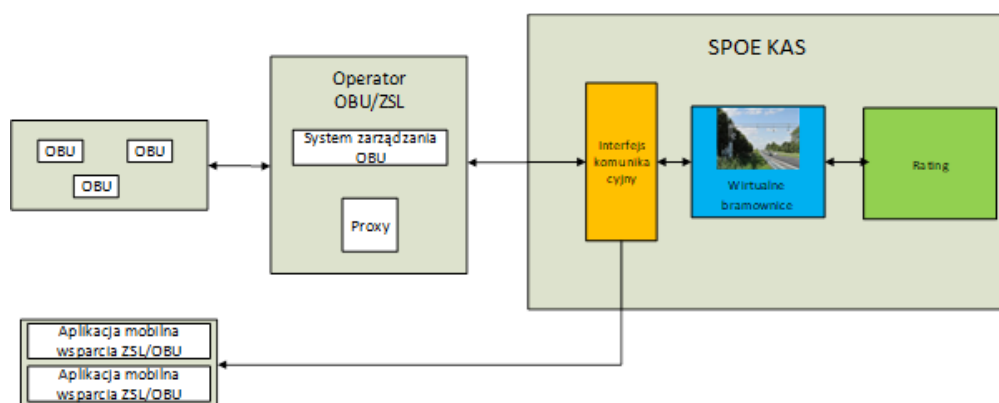 SPOE KAS
Operator
OBU/ZSL
System zarządzania
OBU
Proxy
OBU
OBU
OBU
Interfejs
komunika
cyjny
Wirtualne
bramownice
Rating
Aplikacja mobilna
wsparcia ZSL/OBU
Aplikacja mobilna
wsparcia ZSL/OBU